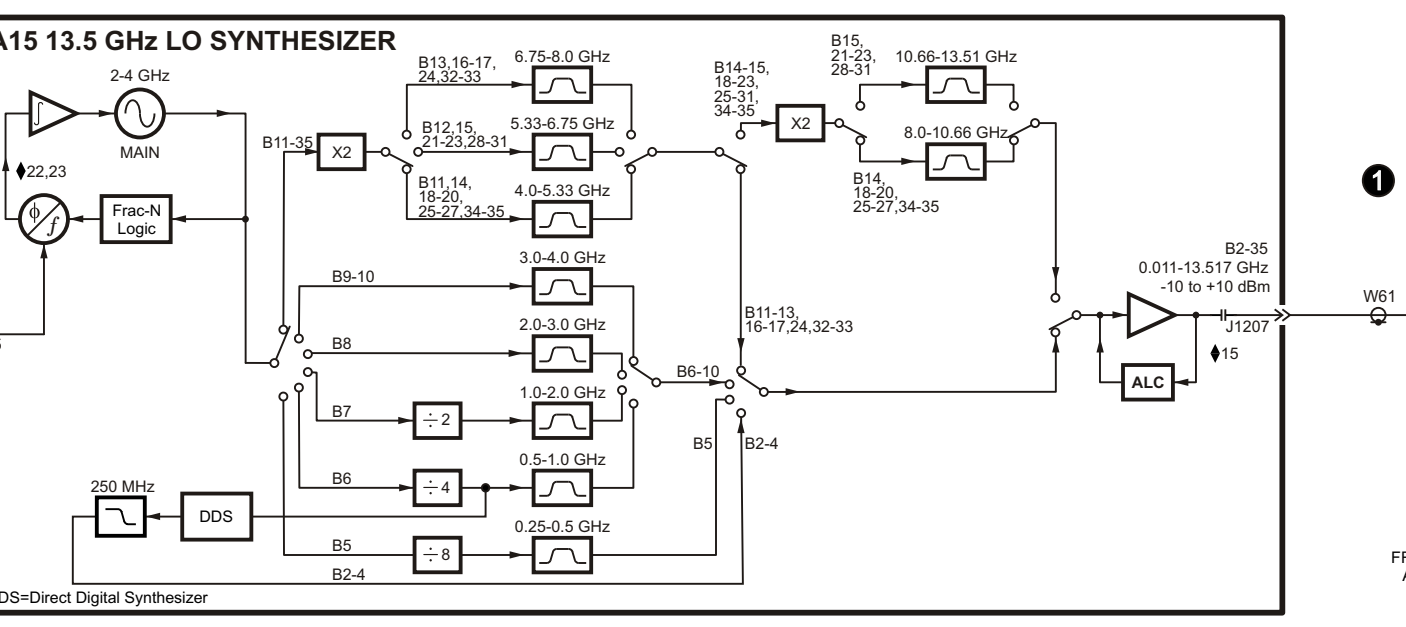 A15 13.5 GHz LO SYNTHESIZER
2-4 GHz
MAIN
22,23
ϕ
f
Frac-N
Logic
B11-35
X2
B13,16-17,
24,32-33
6.75-8.0 GHz
B12,15,
21-23,28-31
5.33-6.75 GHz
B11,14,
18-20,
25-27,34-35
4.0-5.33 GHz
B14-15,
18-23,
25-31,
34-35
X2
B15,
21-23,
28-31
10.66-13.51 GHz
8.0-10.66 GHz
B14,
18-20,
25-27,34-35
1
B9-10
3.0-4.0 GHz
B8
2.0-3.0 GHz
B7
÷2
1.0-2.0 GHz
B6
÷4
0.5-1.0 GHz
B5
÷8
0.25-0.5 GHz
B2-4
B6-10
B5
B2-4
B11-13,
16-17,24,32-33
B2-35
0.011-13.517 GHz
-10 to +10 dBm
J1207
15
ALC
W61
250 MHz
DDS
DS=Direct Digital Synthesizer